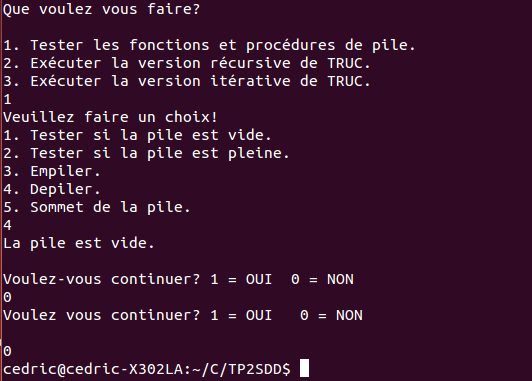 Que voulez vous faire?
1. Tester les fonctions et procédures de pile.
2. Exécuter la version récursive de TRUC.
3. Exécuter la version itérative de TRUC.
1
Veuillez faire un choix!
1. Tester si la pile est vide.
2. Tester si la pile est pleine.
3. Empiler.
4. Depiler.
5. Sommet de la pile.
4
La pile est vide.
Voulez-vous continuer? 1 = OUI  0 = NON
0
Voulez vous continuer? 1 = OUI   0 = NON
0
cedric@cedric-X302LA:~/C/TP2SDD$